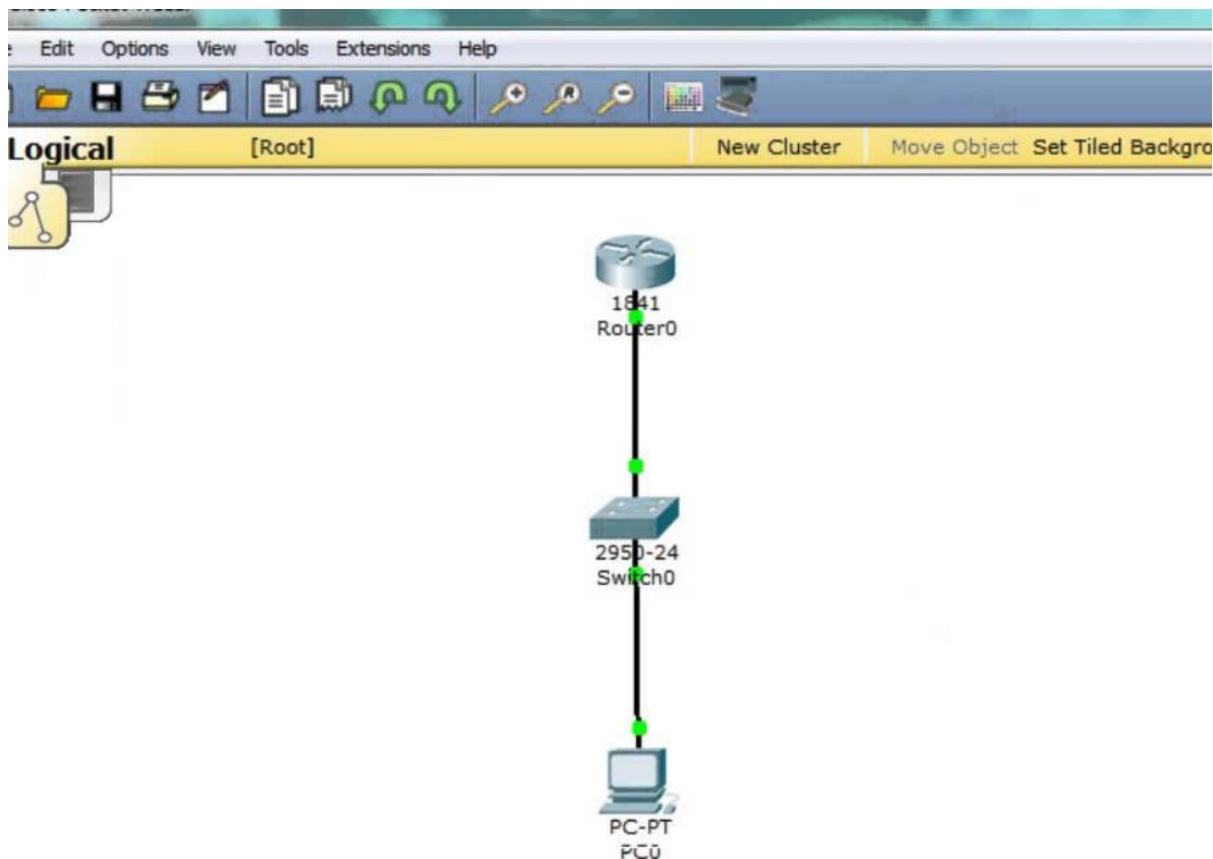 Edit Options View Tools Extensions Help
Logical [Root] New Cluster Move Object Set Tiled Backgro
1841
Router0
2950-24
Switch0
PC-PT
PC0